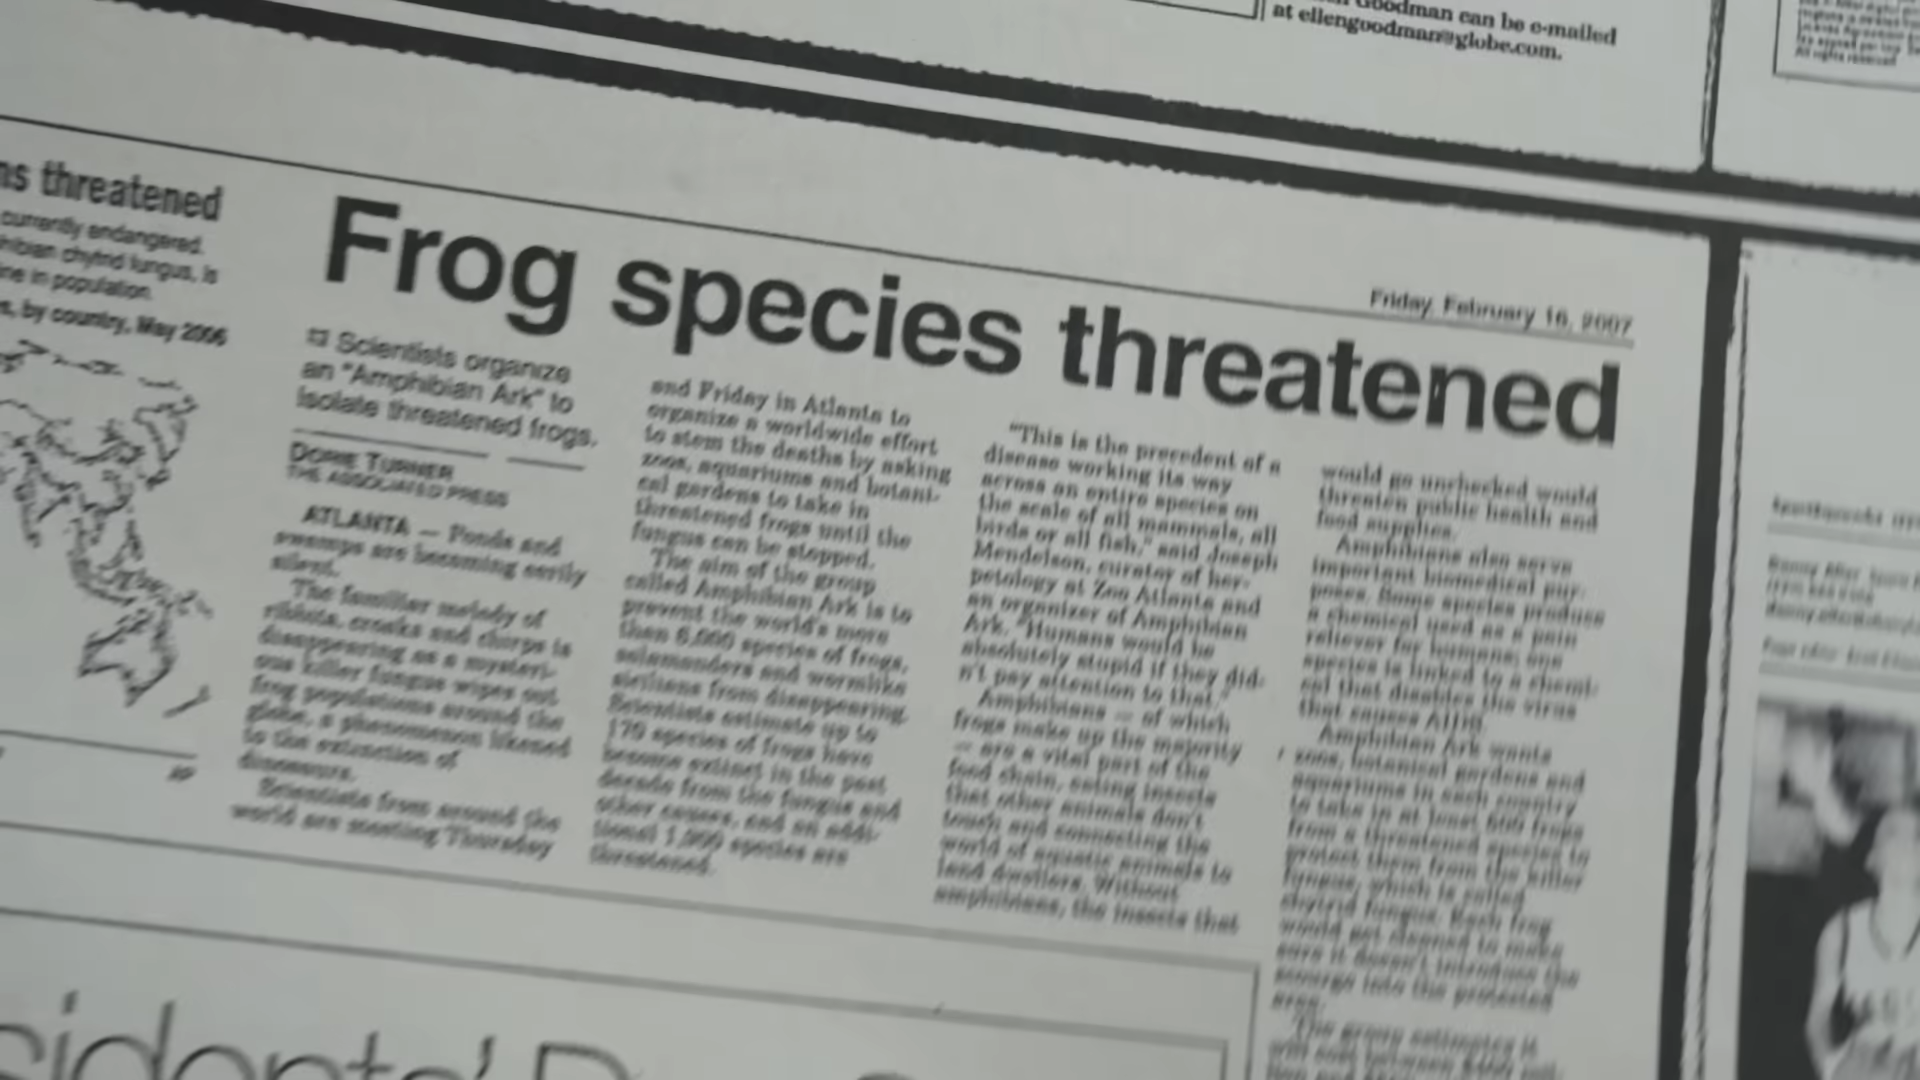 Goodman can be e-mailed
at ellengoodman@globe.com.
All rights reserved
threatened
currently endangered.
chytrid fungus, is
in population.
by country, May 2006
AP
Friday, February 16, 2007
Frog species threatened
Scientists organize
an "Amphibian Ark" to
isolate threatened frogs.
DORIE TURNER
THE ASSOCIATED PRESS
ATLANTA — Ponds and
swamps are becoming eerily
silent.
The familiar melody of
ribbits, croaks and chirps is
disappearing as a mysteri-
ous killer fungus wipes out
frog populations around the
globe, a phenomenon likened
to the extinction of
dinosaurs.
Scientists from around the
world are meeting Thursday
and Friday in Atlanta to
organize a worldwide effort
to stem the deaths by asking
zoos, aquariums and botani-
cal gardens to take in
threatened frogs until the
fungus can be stopped.
The aim of the group
called Amphibian Ark is to
prevent the world's more
than 6,000 species of frogs,
salamanders and wormlike
sicilians from disappearing.
Scientists estimate up to
170 species of frogs have
become extinct in the past
decade from the fungus and
other causes, and an addi-
tional 1,900 species are
threatened.
"This is the precedent of a
disease working its way
across an entire species on
the scale of all mammals, all
birds or all fish," said Joseph
Mendelson, curator of her-
petology at Zoo Atlanta and
an organizer of Amphibian
Ark. "Humans would be
absolutely stupid if they did-
n't pay attention to that."
Amphibians — of which
frogs make up the majority
— are a vital part of the
food chain, eating insects
that other animals don't
touch and connecting the
world of aquatic animals to
land dwellers. Without
amphibians, the insects that
would go unchecked would
threaten public health and
food supplies.
Amphibians also serve
important biomedical pur-
poses. Some species produce
a chemical used as a pain
reliever for humans; one
species is linked to a chemi-
cal that disables the virus
that causes AIDS.
Amphibian Ark wants
zoos, botanical gardens and
aquariums in each country
to take in at least 500 frogs
from a threatened species to
protect them from the killer
fungus, which is called
chytrid fungus. Each frog
would get cleaned to make
sure it doesn't introduce the
into the protected
area.
The group estimates it